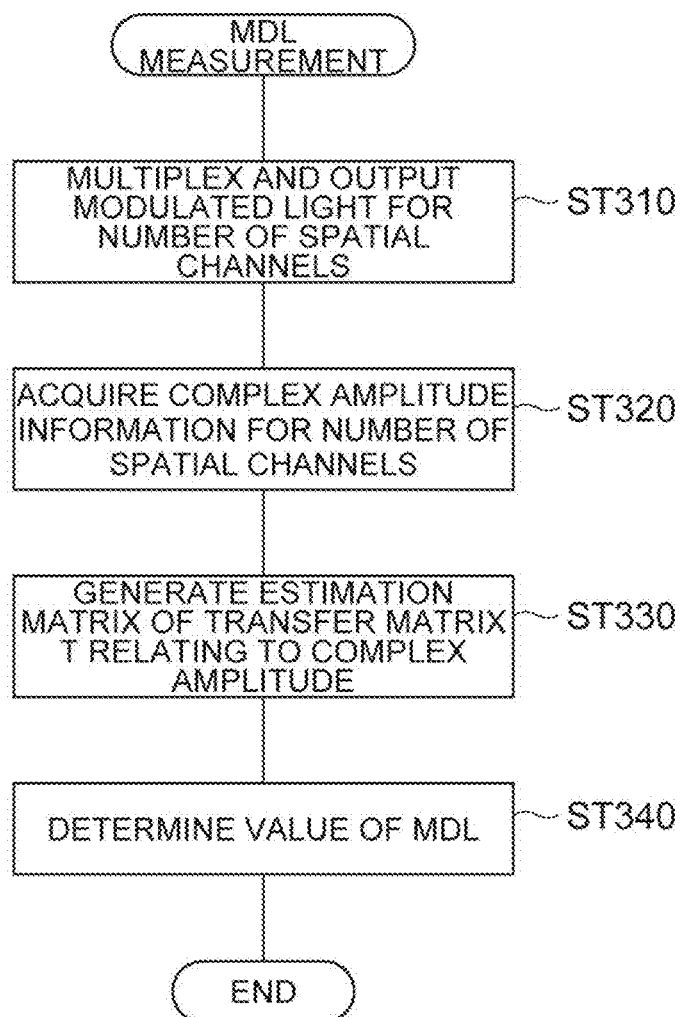 MDL
MEASUREMENT
MULTIPLEX AND OUTPUT
MODULATED LIGHT FOR
NUMBER OF SPATIAL
CHANNELS
ST310
ACQUIRE COMPLEX AMPLITUDE
INFORMATION FOR NUMBER OF
SPATIAL CHANNELS
ST320
GENERATE ESTIMATION
MATRIX OF TRANSFER MATRIX
T RELATING TO COMPLEX
AMPLITUDE
ST330
DETERMINE VALUE OF MDL
ST340
END